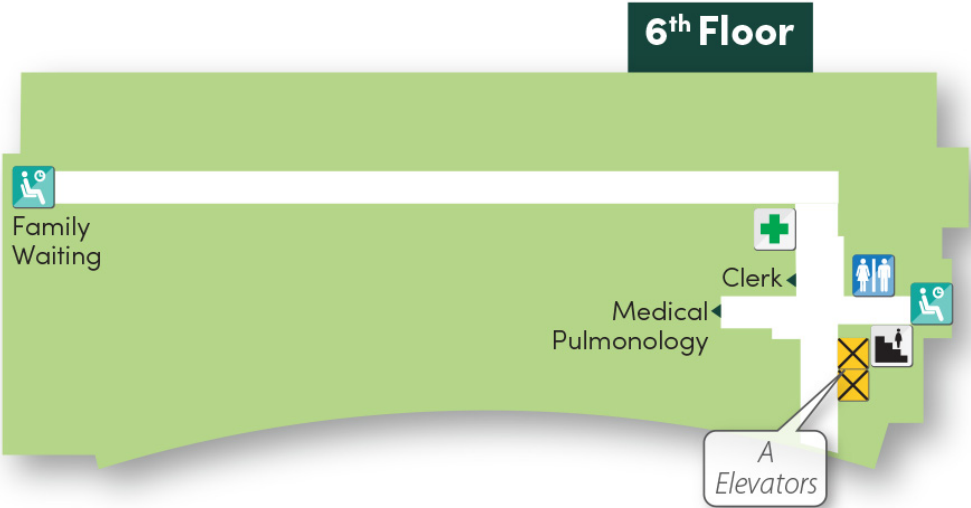 6th Floor
Family
Waiting
Clerk
Medical
Pulmonology
A
Elevators